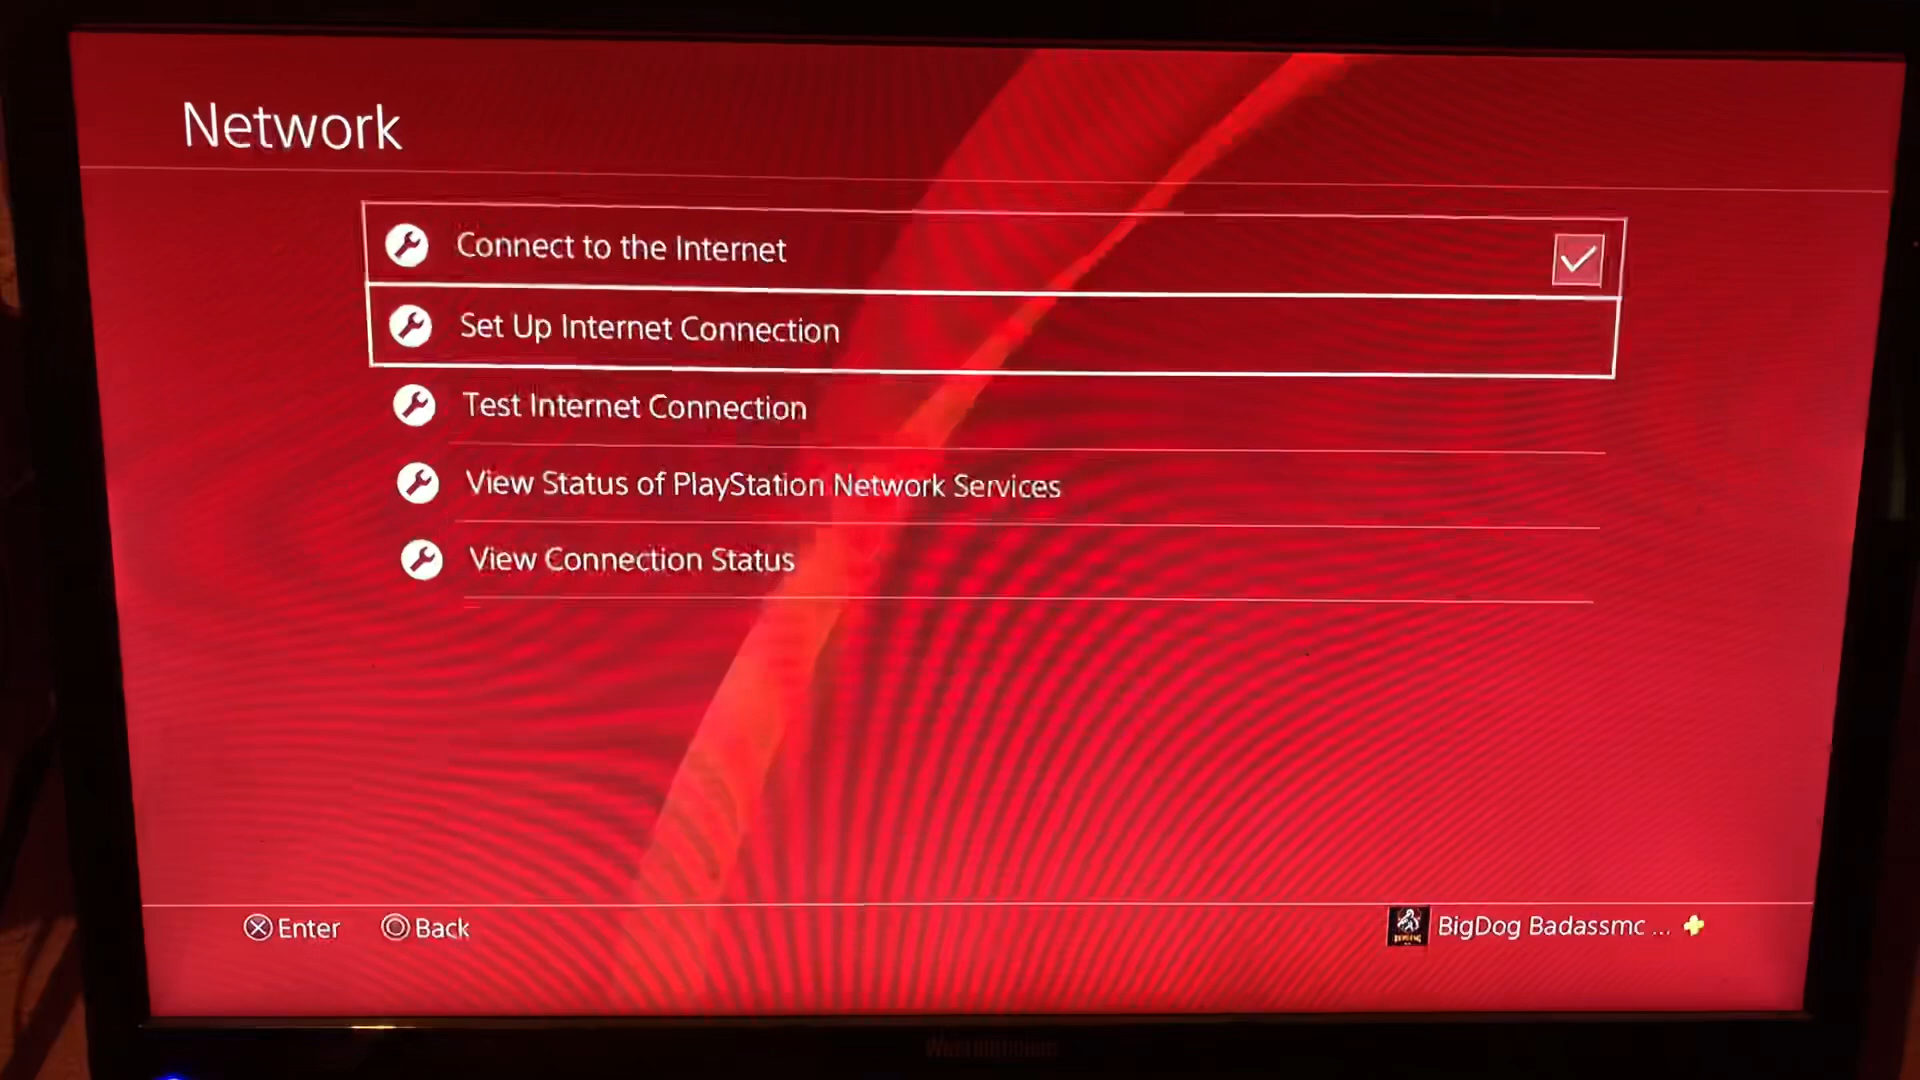 Network
Connect to the Internet
Set Up Internet Connection
Test Internet Connection
View Status of PlayStation Network Services
View Connection Status
Enter
Back
BigDog Badassmc ...